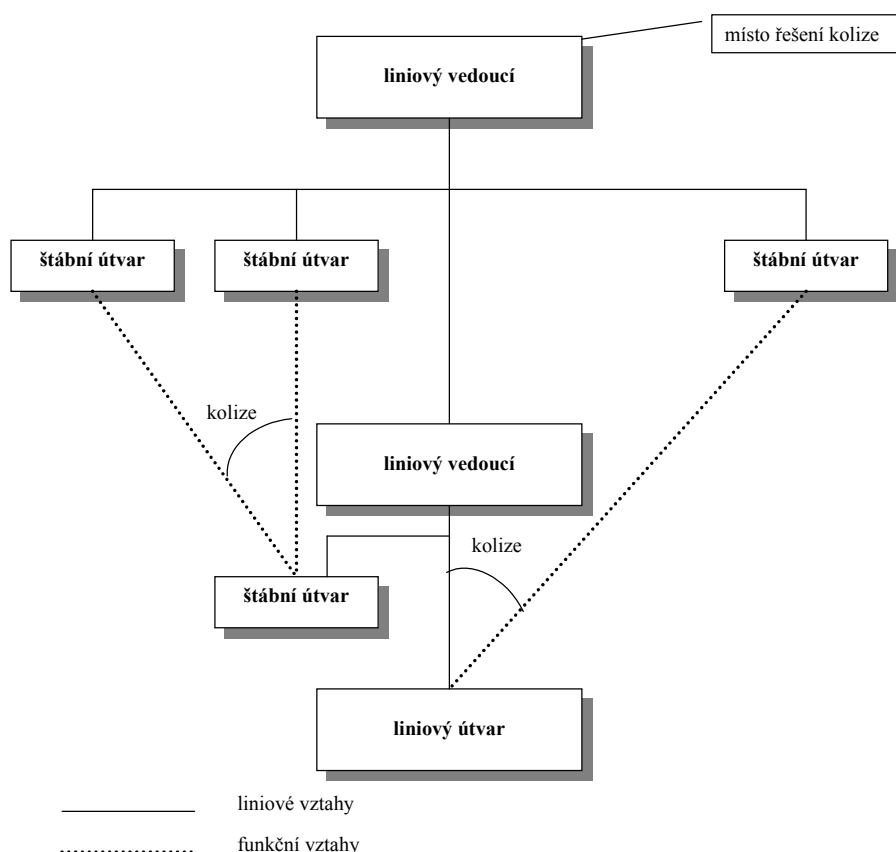 místo řešení kolize
liniový vedoucí
štábní útvar
štábní útvar
štábní útvar
kolize
liniový vedoucí
kolize
štábní útvar
liniový útvar
liniové vztahy
funkční vztahy